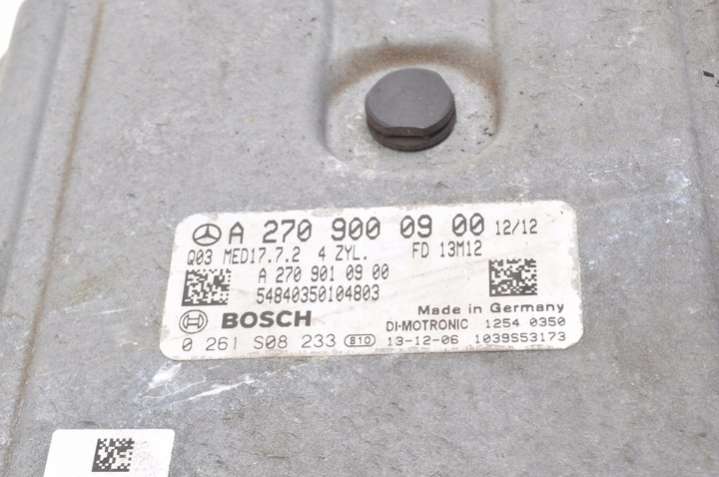 A 270 900 09 00 12/12
Q03 MED17.7.2 4 ZYL. FD 13M12
A 270 901 09 00
54840350104803
Made in Germany
BOSCH DI-MOTRONIC 1254 0350
0 261 S08 233 810 13-12-06 1039S53173